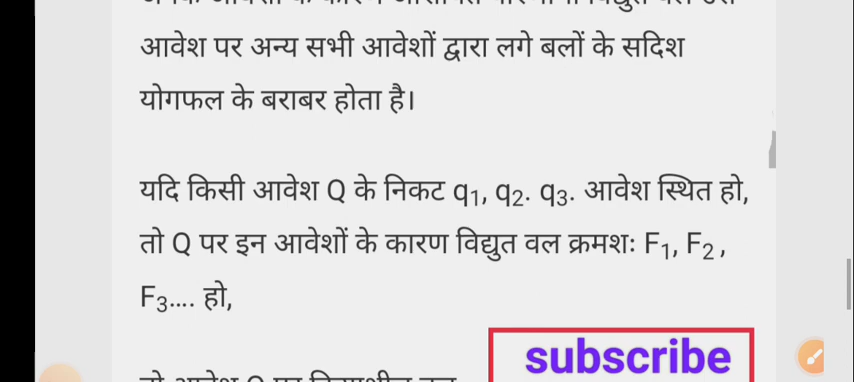 आवेश पर अन्य सभी आवेशों द्वारा लगे बलों के सदिश
योगफल के बराबर होता है।
यदि किसी आवेश Q के निकट q₁, q₂. q₃. आवेश स्थित हो,
तो Q पर इन आवेशों के कारण विद्युत वल क्रमशः F₁, F₂ ,
F₃.... हो,
subscribe